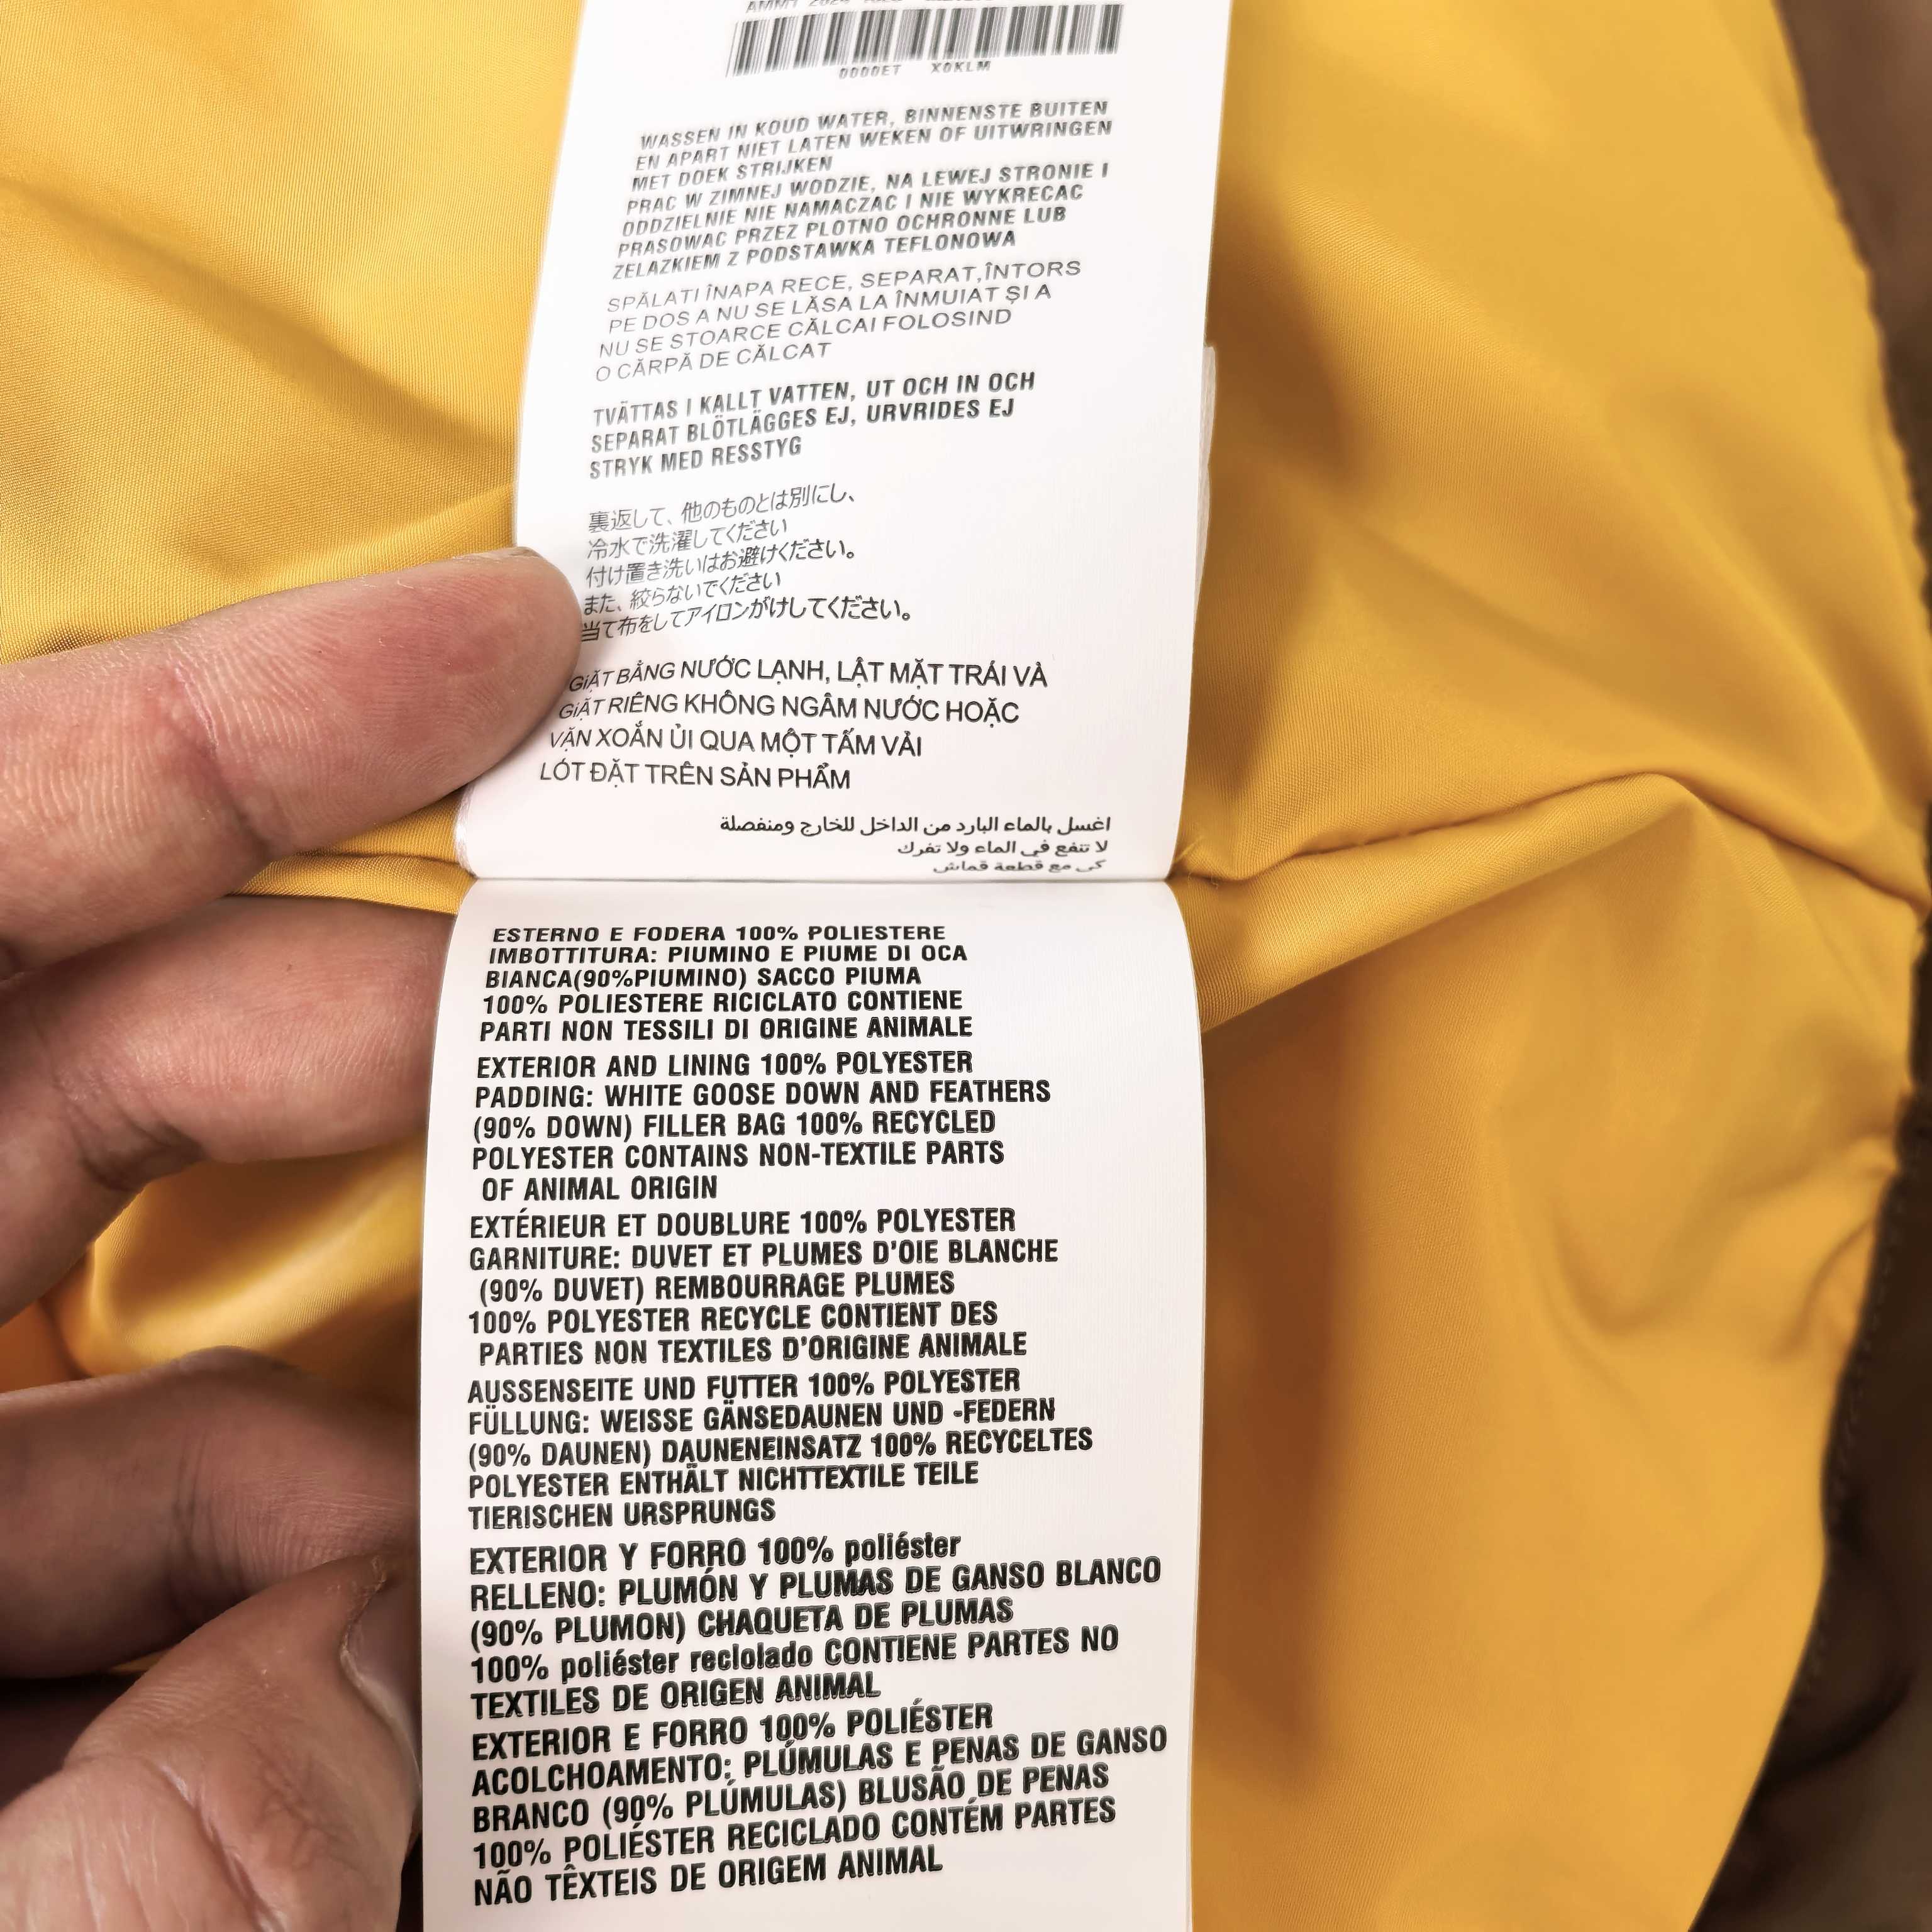 0000ET X0KLM
WASSEN IN KOUD WATER, BINNENSTE BUITEN
EN APART NIET LATEN WEKEN OF UITWRINGEN
MET DOEK STRIJKEN
PRAC W ZIMNEJ WODZIE, NA LEWEJ STRONIE I
ODDZIELNIE NIE NAMACZAC I NIE WYKRECAC
PRASOWAC PRZEZ PLOTNO OCHRONNE LUB
ZELAZKIEM Z PODSTAWKA TEFLONOWA
SPĂLATI ÎNAPA RECE, SEPARAT,ÎNTORS
PE DOS A NU SE LĂSA LA ÎNMUIAT ȘI A
NU SE STOARCE CĂLCAI FOLOSIND
O CĂRPĂ DE CĂLCAT
TVÄTTAS I KALLT VATTEN, UT OCH IN OCH
SEPARAT BLÖTLÄGGES EJ, URVRIDES EJ
STRYK MED RESSTYG
裏返して、他のものとは別にし、
冷水で洗濯してください
付け置き洗いはお避けください。
また、絞らないでください
当て布をしてアイロンがけしてください。
GIẶT BẰNG NƯỚC LẠNH, LẬT MẶT TRÁI VÀ
GIẶT RIÊNG KHÔNG NGÂM NƯỚC HOẶC
VẶN XOẮN ỦI QUA MỘT TẤM VẢI
LÓT ĐẶT TRÊN SẢN PHẨM
اغسل بالماء البارد من الداخل للخارج ومنفصلة
لا تنفع في الماء ولا تفرك
كى مع قطعة قماش
ESTERNO E FODERA 100% POLIESTERE
IMBOTTITURA: PIUMINO E PIUME DI OCA
BIANCA(90%PIUMINO) SACCO PIUMA
100% POLIESTERE RICICLATO CONTIENE
PARTI NON TESSILI DI ORIGINE ANIMALE
EXTERIOR AND LINING 100% POLYESTER
PADDING: WHITE GOOSE DOWN AND FEATHERS
(90% DOWN) FILLER BAG 100% RECYCLED
POLYESTER CONTAINS NON-TEXTILE PARTS
OF ANIMAL ORIGIN
EXTÉRIEUR ET DOUBLURE 100% POLYESTER
GARNITURE: DUVET ET PLUMES D'OIE BLANCHE
(90% DUVET) REMBOURRAGE PLUMES
100% POLYESTER RECYCLE CONTIENT DES
PARTIES NON TEXTILES D'ORIGINE ANIMALE
AUSSENSEITE UND FUTTER 100% POLYESTER
FÜLLUNG: WEISSE GÄNSEDAUNEN UND -FEDERN
(90% DAUNEN) DAUNENEINSATZ 100% RECYCELTES
POLYESTER ENTHÄLT NICHTTEXTILE TEILE
TIERISCHEN URSPRUNGS
EXTERIOR Y FORRO 100% poliéster
RELLENO: PLUMÓN Y PLUMAS DE GANSO BLANCO
(90% PLUMON) CHAQUETA DE PLUMAS
100% poliéster reclolado CONTIENE PARTES NO
TEXTILES DE ORIGEN ANIMAL
EXTERIOR E FORRO 100% POLIÉSTER
ACOLCHOAMENTO: PLÚMULAS E PENAS DE GANSO
BRANCO (90% PLÚMULAS) BLUSÃO DE PENAS
100% POLIÉSTER RECICLADO CONTÉM PARTES
NÃO TÊXTEIS DE ORIGEM ANIMAL